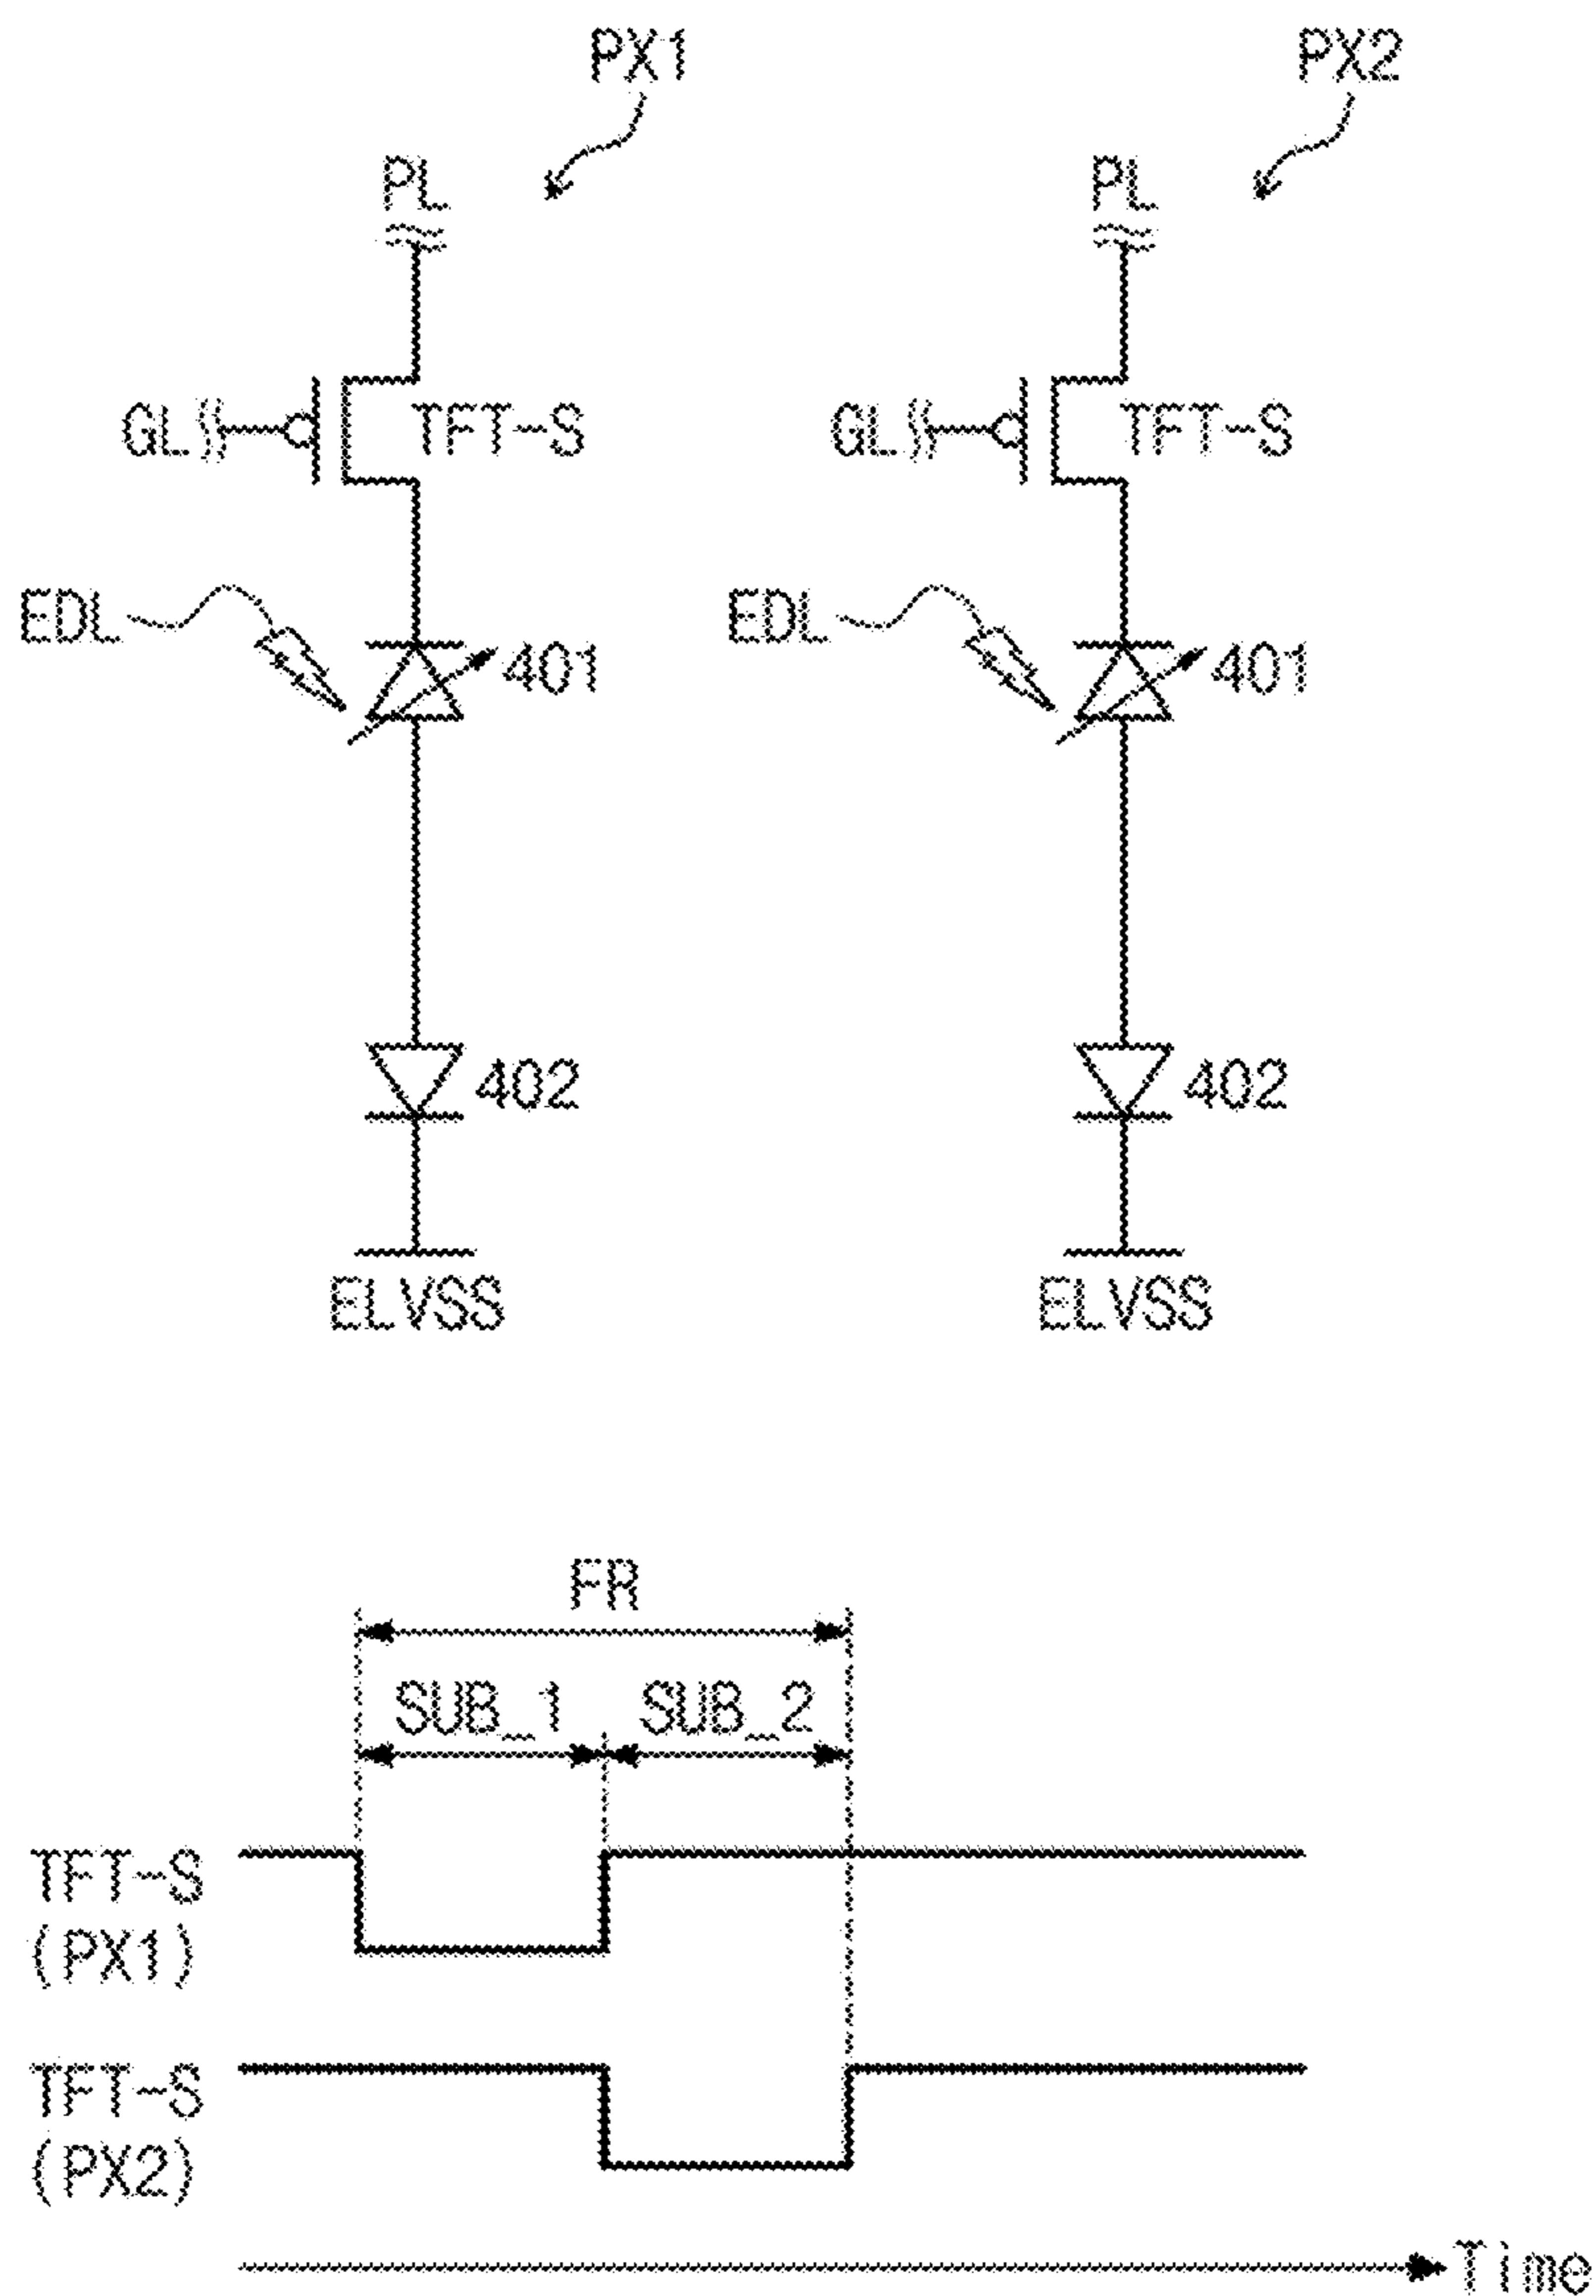 PX1 PX2
PL PL
GL TFT-S GL TFT-S
EDL 401 EDL 401
402 402
ELVSS ELVSS
FR
SUB_1 SUB_2
TFT-S
(PX1)
TFT-S
(PX2)
Time